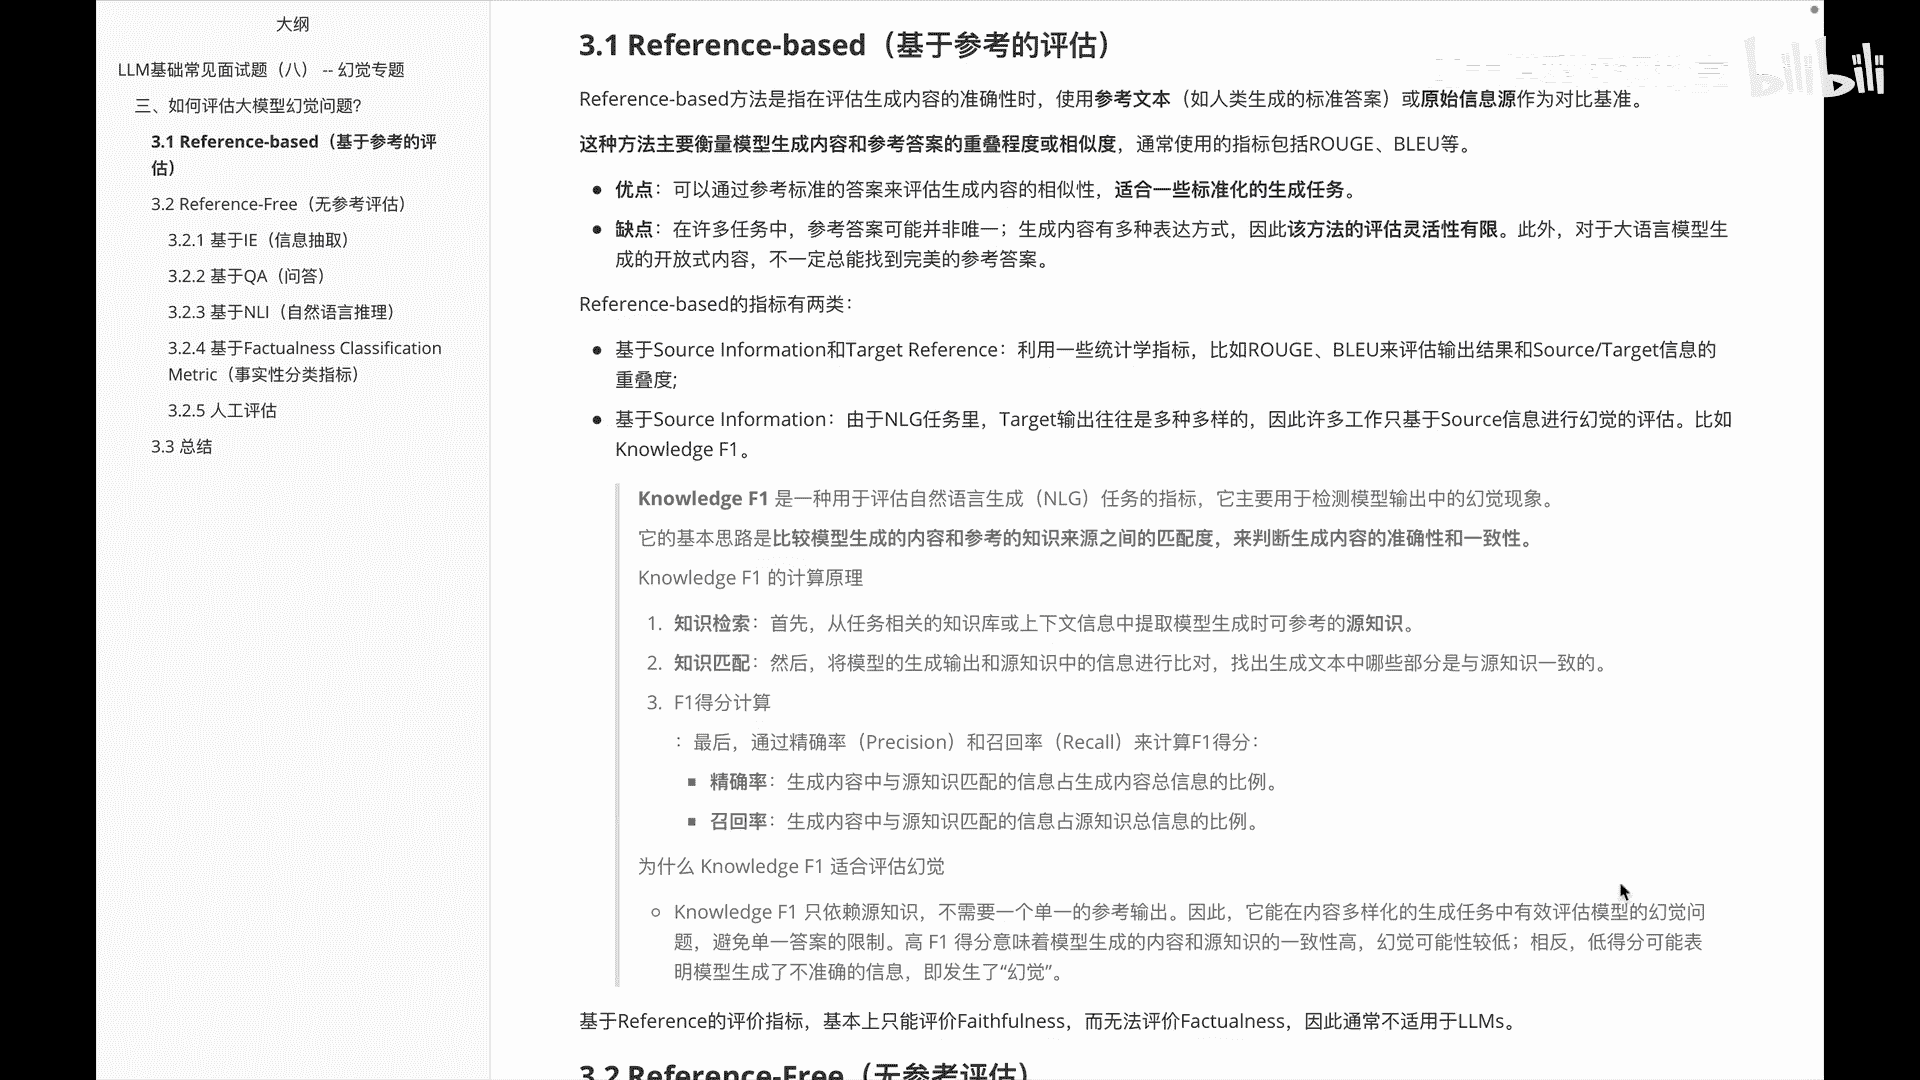 大纲
LLM基础常见面试题（八） -- 幻觉专题
三、如何评估大模型幻觉问题?
3.1 Reference-based（基于参考的评
估）
3.2 Reference-Free（无参考评估）
3.2.1 基于IE（信息抽取）
3.2.2 基于QA（问答）
3.2.3 基于NLI（自然语言推理）
3.2.4 基于Factualness Classification
Metric（事实性分类指标）
3.2.5 人工评估
3.3 总结
3.1 Reference-based（基于参考的评估）
Reference-based方法是指在评估生成内容的准确性时，使用参考文本（如人类生成的标准答案）或原始信息源作为对比基准。
这种方法主要衡量模型生成内容和参考答案的重叠程度或相似度，通常使用的指标包括ROUGE、BLEU等。
● 优点：可以通过参考标准的答案来评估生成内容的相似性，适合一些标准化的生成任务。
● 缺点：在许多任务中，参考答案可能并非唯一；生成内容有多种表达方式，因此该方法的评估灵活性有限。此外，对于大语言模型生
成的开放式内容，不一定总能找到完美的参考答案。
Reference-based的指标有两类：
● 基于Source Information和Target Reference：利用一些统计学指标，比如ROUGE、BLEU来评估输出结果和Source/Target信息的
重叠度;
● 基于Source Information：由于NLG任务里，Target输出往往是多种多样的，因此许多工作只基于Source信息进行幻觉的评估。比如
Knowledge F1。
Knowledge F1 是一种用于评估自然语言生成（NLG）任务的指标，它主要用于检测模型输出中的幻觉现象。
它的基本思路是比较模型生成的内容和参考的知识来源之间的匹配度，来判断生成内容的准确性和一致性。
Knowledge F1 的计算原理
1. 知识检索：首先，从任务相关的知识库或上下文信息中提取模型生成时可参考的源知识。
2. 知识匹配：然后，将模型的生成输出和源知识中的信息进行比对，找出生成文本中哪些部分是与源知识一致的。
3. F1得分计算
：最后，通过精确率（Precision）和召回率（Recall）来计算F1得分：
■ 精确率：生成内容中与源知识匹配的信息占生成内容总信息的比例。
■ 召回率：生成内容中与源知识匹配的信息占源知识总信息的比例。
为什么 Knowledge F1 适合评估幻觉
○ Knowledge F1 只依赖源知识，不需要一个单一的参考输出。因此，它能在内容多样化的生成任务中有效评估模型的幻觉问
题，避免单一答案的限制。高 F1 得分意味着模型生成的内容和源知识的一致性高，幻觉可能性较低；相反，低得分可能表
明模型生成了不准确的信息，即发生了“幻觉”。
基于Reference的评价指标，基本上只能评价Faithfulness，而无法评价Factualness，因此通常不适用于LLMs。
3.2 Reference-Free（无参考评估）
bilibili